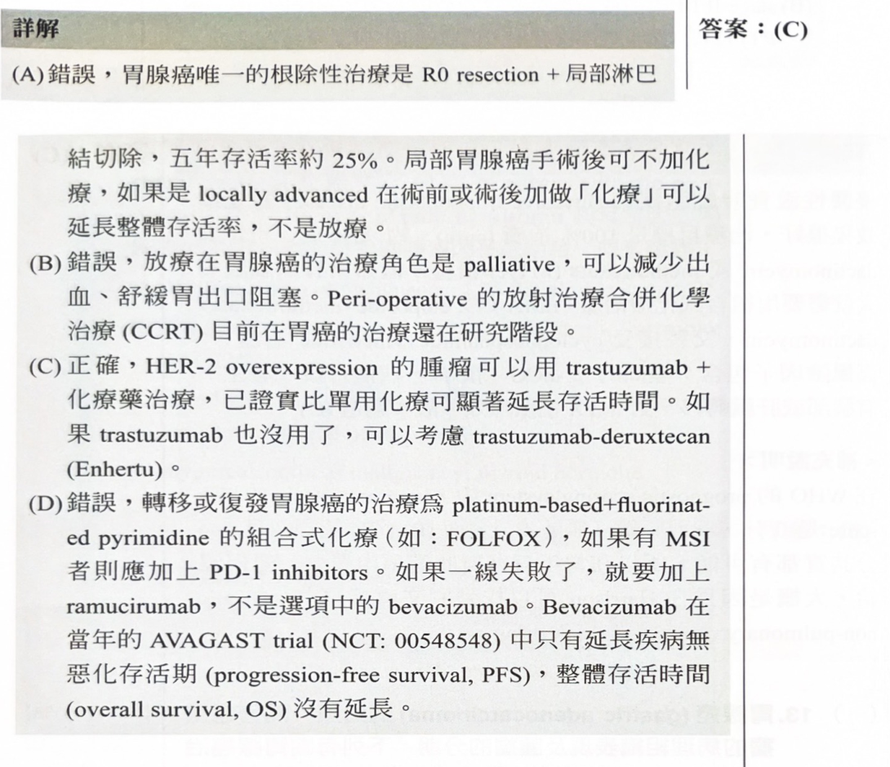 詳解
答案：(C)
(A)錯誤，胃腺癌唯一的根除性治療是 R0 resection + 局部淋巴
結切除，五年存活率約 25%。局部胃腺癌手術後可不加化
療，如果是 locally advanced 在術前或術後加做「化療」可以
延長整體存活率，不是放療。
(B) 錯誤，放療在胃腺癌的治療角色是 palliative，可以減少出
血、舒緩胃出口阻塞。Peri-operative 的放射治療合併化學
治療 (CCRT) 目前在胃癌的治療還在研究階段。
(C) 正確，HER-2 overexpression 的腫瘤可以用 trastuzumab +
化療藥治療，已證實比單用化療可顯著延長存活時間。如
果 trastuzumab 也沒用了，可以考慮 trastuzumab-deruxtecan
(Enhertu)。
(D) 錯誤，轉移或復發胃腺癌的治療為 platinum-based+fluorinat-
ed pyrimidine 的組合式化療（如：FOLFOX），如果有 MSI
者則應加上 PD-1 inhibitors。如果一線失敗了，就要加上
ramucirumab，不是選項中的 bevacizumab。Bevacizumab 在
當年的 AVAGAST trial (NCT: 00548548) 中只有延長疾病無
惡化存活期 (progression-free survival, PFS)，整體存活時間
(overall survival, OS) 沒有延長。